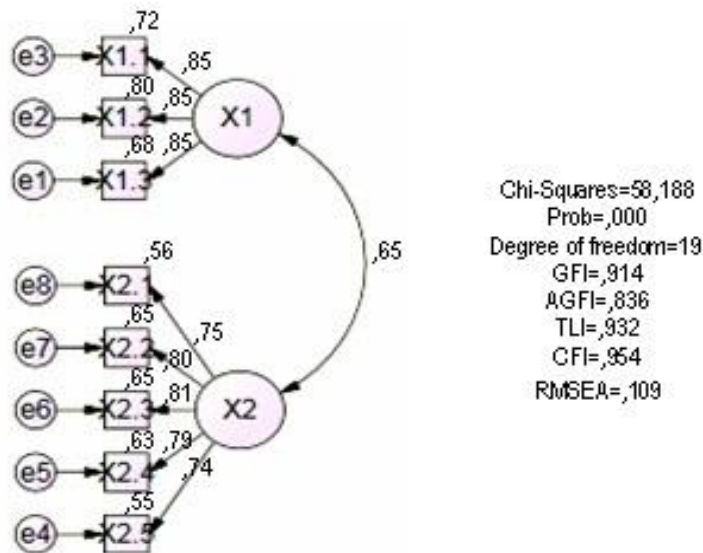 ,72
e3 X1.1 ,85
,80
e2 X1.2 ,85 X1
,68 ,85
e1 X1.3
,65
,56
e8 X2.1
,65 ,75
e7 X2.2 ,80
,65
e6 X2.3 ,81 X2
,63 ,79
e5 X2.4 ,74
,55
e4 X2.5
Chi-Squares=58,188
Prob=,000
Degree of freedom=19
GFI=,914
AGFI=,836
TLI=,932
CFI=,954
RMSEA=,109